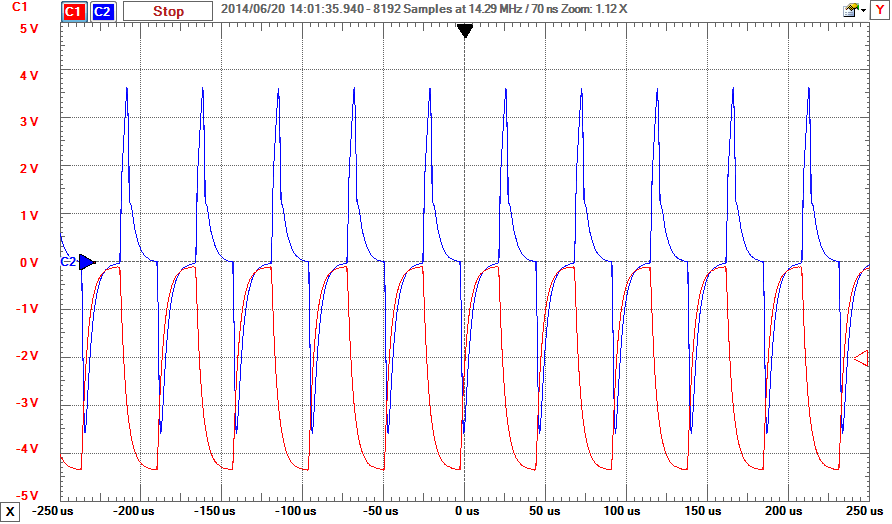 C1
C1 C2 Stop 2014/06/20 14:01:35.940 - 8192 Samples at 14.29 MHz / 70 ns Zoom: 1.12 X Y
5 V
4 V
3 V
2 V
1 V
0 V
C2
-1 V
-2 V
-3 V
-4 V
-5 V
X -250 us -200 us -150 us -100 us -50 us 0 us 50 us 100 us 150 us 200 us 250 us